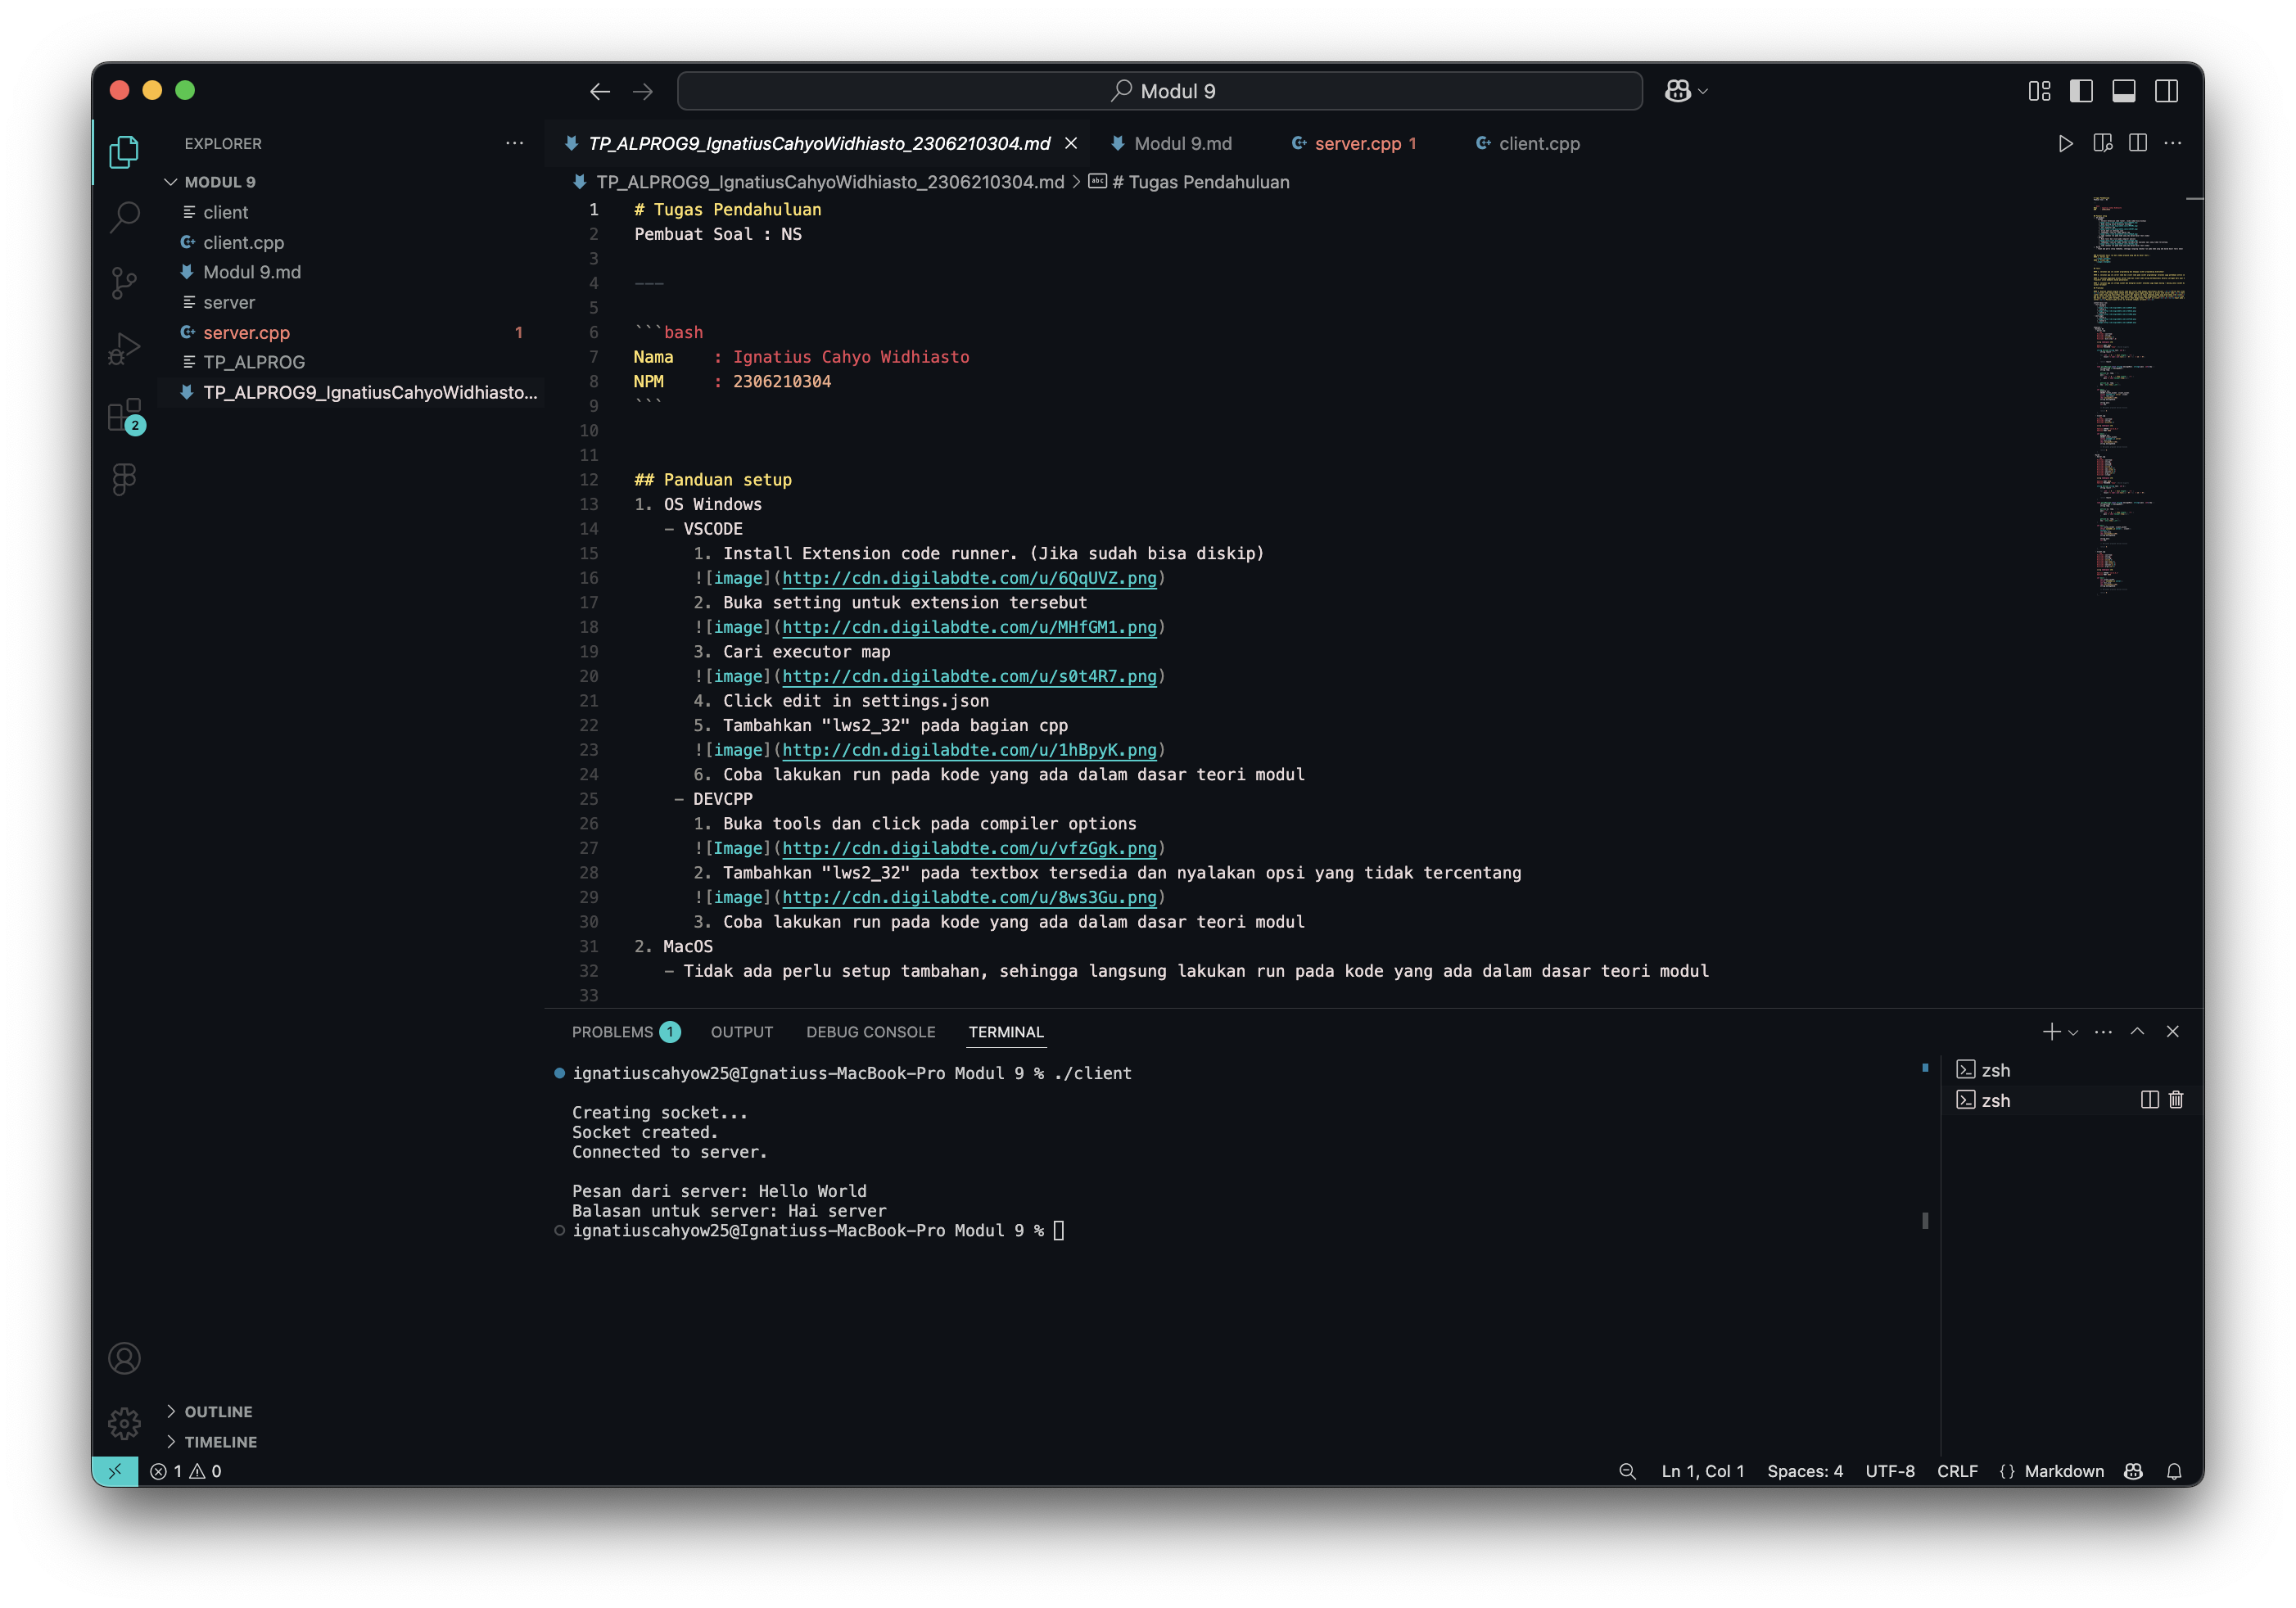 Modul 9
EXPLORER
MODUL 9
client
client.cpp
Modul 9.md
server
server.cpp 1
TP_ALPROG
TP_ALPROG9_IgnatiusCahyoWidhiasto...
2
OUTLINE
TIMELINE
TP_ALPROG9_IgnatiusCahyoWidhiasto_2306210304.md Modul 9.md server.cpp 1 client.cpp
TP_ALPROG9_IgnatiusCahyoWidhiasto_2306210304.md > abc # Tugas Pendahuluan
1 # Tugas Pendahuluan
2 Pembuat Soal : NS
3
4 ---
5
6 ```bash
7 Nama : Ignatius Cahyo Widhiasto
8 NPM : 2306210304
9 ```
10
11
12 ## Panduan setup
13 1. OS Windows
14 - VSCODE
15 1. Install Extension code runner. (Jika sudah bisa diskip)
16 ![image](http://cdn.digilabdte.com/u/6QqUVZ.png)
17 2. Buka setting untuk extension tersebut
18 ![image](http://cdn.digilabdte.com/u/MHfGM1.png)
19 3. Cari executor map
20 ![image](http://cdn.digilabdte.com/u/s0t4R7.png)
21 4. Click edit in settings.json
22 5. Tambahkan "lws2_32" pada bagian cpp
23 ![image](http://cdn.digilabdte.com/u/1hBpyK.png)
24 6. Coba lakukan run pada kode yang ada dalam dasar teori modul
25 - DEVCPP
26 1. Buka tools dan click pada compiler options
27 ![Image](http://cdn.digilabdte.com/u/vfzGgk.png)
28 2. Tambahkan "lws2_32" pada textbox tersedia dan nyalakan opsi yang tidak tercentang
29 ![image](http://cdn.digilabdte.com/u/8ws3Gu.png)
30 3. Coba lakukan run pada kode yang ada dalam dasar teori modul
31 2. MacOS
32 - Tidak ada perlu setup tambahan, sehingga langsung lakukan run pada kode yang ada dalam dasar teori modul
33
PROBLEMS 1 OUTPUT DEBUG CONSOLE TERMINAL
ignatiuscahyow25@Ignatiuss-MacBook-Pro Modul 9 % ./client
Creating socket...
Socket created.
Connected to server.
Pesan dari server: Hello World
Balasan untuk server: Hai server
ignatiuscahyow25@Ignatiuss-MacBook-Pro Modul 9 %
zsh
zsh
1 0 Ln 1, Col 1 Spaces: 4 UTF-8 CRLF {} Markdown